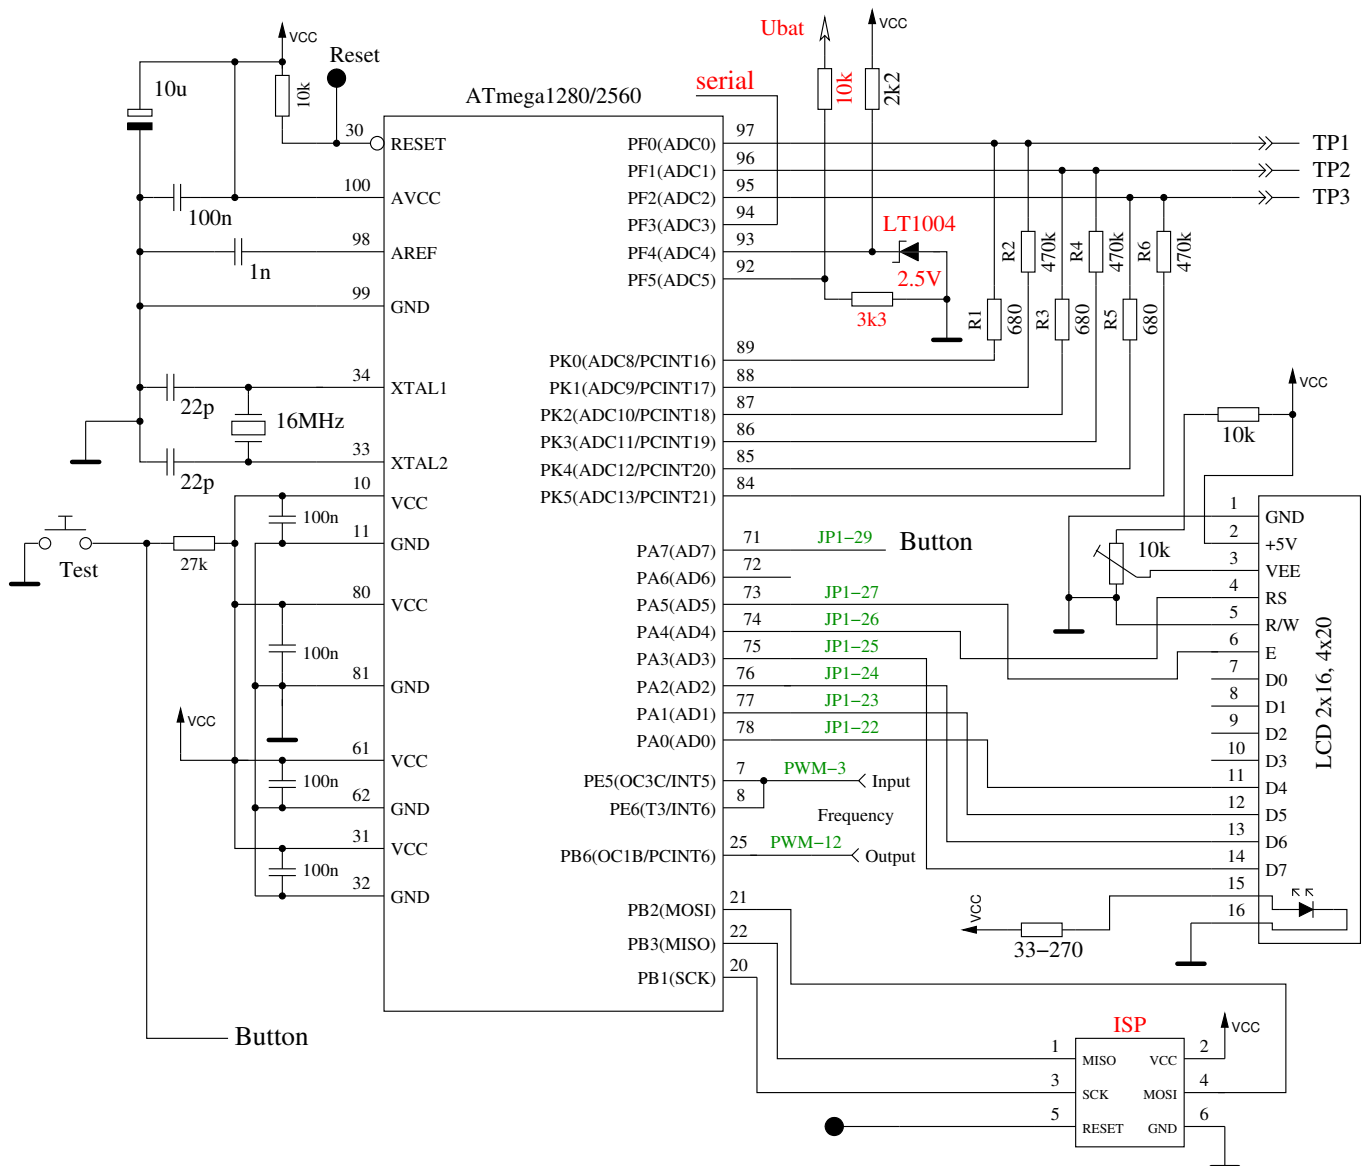 Ubat
VCC
VCC
Reset
10u
10k
serial
10k
2k2
ATmega1280/2560
30
RESET
PF0(ADC0)
97
TP1
PF1(ADC1)
96
TP2
100
AVCC
PF2(ADC2)
95
TP3
100n
PF3(ADC3)
94
LT1004
98
AREF
PF4(ADC4)
93
R2
470k
R4
470k
R6
470k
1n
PF5(ADC5)
92
2.5V
99
GND
3k3
R1
680
R3
680
R5
680
PK0(ADC8/PCINT16)
89
34
XTAL1
PK1(ADC9/PCINT17)
88
VCC
22p
PK2(ADC10/PCINT18)
87
16MHz
PK3(ADC11/PCINT19)
86
10k
33
XTAL2
PK4(ADC12/PCINT20)
85
22p
10
VCC
PK5(ADC13/PCINT21)
84
100n
1
GND
11
GND
PA7(AD7)
71
JP1-29
Button
2
+5V
Test
27k
10k
3
VEE
PA6(AD6)
72
80
VCC
PA5(AD5)
73
JP1-27
4
RS
PA4(AD4)
74
JP1-26
5
R/W
100n
PA3(AD3)
75
JP1-25
6
E
81
GND
PA2(AD2)
76
JP1-24
7
D0
VCC
PA1(AD1)
77
JP1-23
8
D1
PA0(AD0)
78
JP1-22
9
D2
LCD 2x16, 4x20
61
VCC
10
D3
100n
PE5(OC3C/INT5)
7
PWM-3
Input
11
D4
62
GND
PE6(T3/INT6)
8
Frequency
12
D5
31
VCC
PB6(OC1B/PCINT6)
25
PWM-12
Output
13
D6
100n
14
D7
32
GND
15
PB2(MOSI)
21
VCC
16
PB3(MISO)
22
33-270
PB1(SCK)
20
Button
ISP
VCC
1
MISO
VCC
2
3
SCK
MOSI
4
5
RESET
GND
6